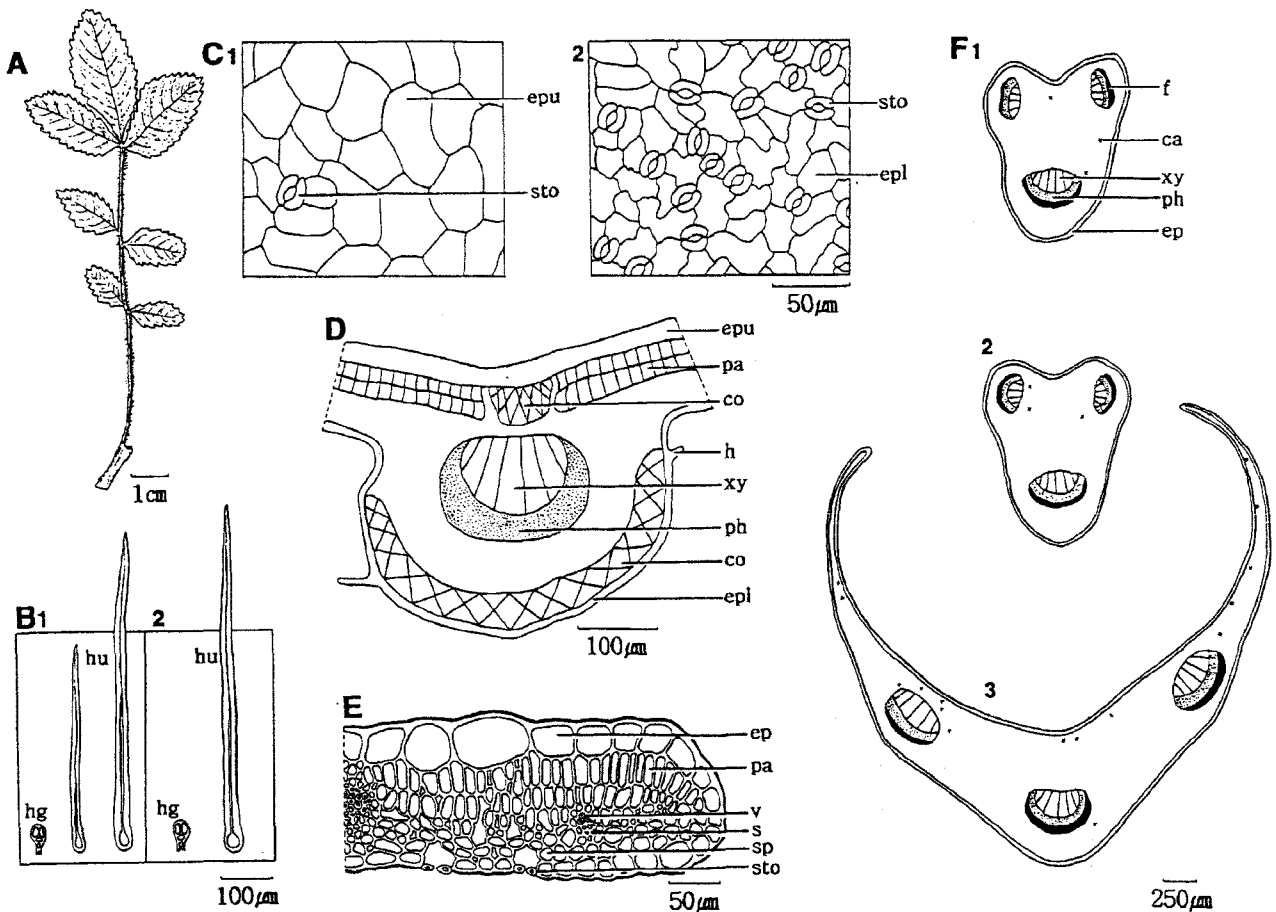 A
1cm
B1
2
hu
hu
hg
hg
100㎛
C1
2
epu
sto
sto
epl
50㎛
D
epu
pa
co
h
xy
ph
co
epl
100㎛
E
ep
pa
v
s
sp
sto
50㎛
F1
f
ca
xy
ph
ep
2
3
250㎛